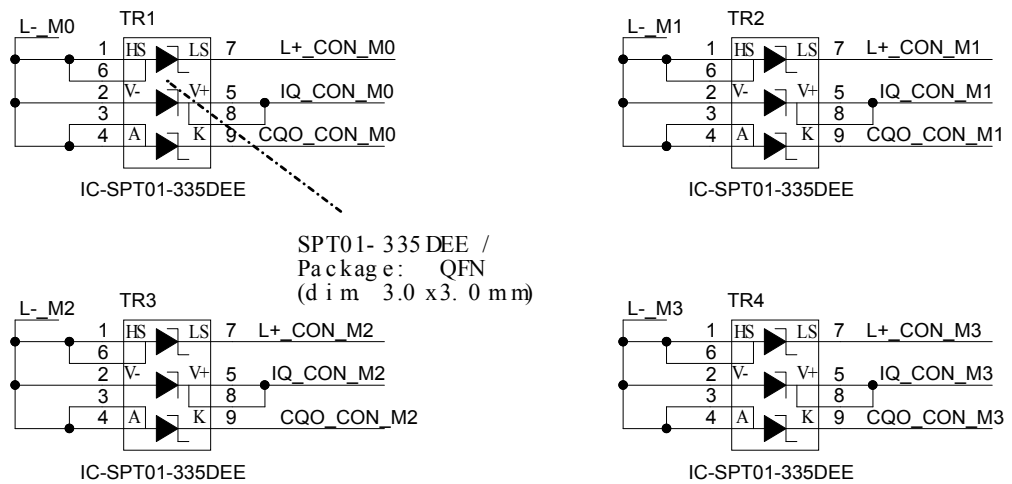 TR1
L-_M0
1 HS LS 7 L+_CON_M0
6
2 V- V+ 5 IQ_CON_M0
3 8
4 A K 9 CQO_CON_M0
IC-SPT01-335DEE
TR2
L-_M1
1 HS LS 7 L+_CON_M1
6
2 V- V+ 5 IQ_CON_M1
3 8
4 A K 9 CQO_CON_M1
IC-SPT01-335DEE
SPT01-335DEE /
Package: QFN
(dim 3.0x3.0mm)
TR3
L-_M2
1 HS LS 7 L+_CON_M2
6
2 V- V+ 5 IQ_CON_M2
3 8
4 A K 9 CQO_CON_M2
IC-SPT01-335DEE
TR4
L-_M3
1 HS LS 7 L+_CON_M3
6
2 V- V+ 5 IQ_CON_M3
3 8
4 A K 9 CQO_CON_M3
IC-SPT01-335DEE